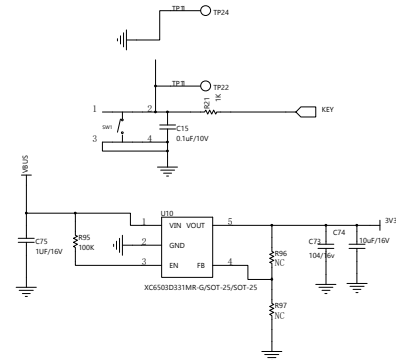 TP11 TP24
TP11 TP22
1 2 R21 1K KEY
SW1
C15
0.1uF/10V
3 4
VBUS
U10
1 VIN VOUT 5 3V3
C75
1UF/16V
R95
100K
2 GND
3 EN FB 4
R96
NC
C73
104/16v
C74
10uF/16V
XC6503D331MR-G/SOT-25/SOT-25
R97
NC